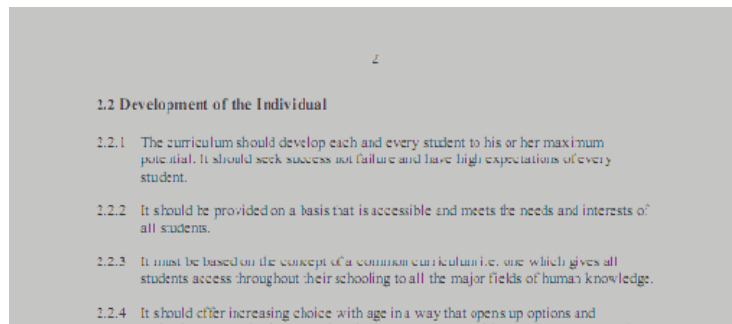 2.2 Development of the Individual
2.2.1 The curriculum should develop each and every student to his or her maximum
potential. It should seek success not failure and have high expectations of every
student.
2.2.2 It should be provided on a basis that is accessible and meets the needs and interests of
all students.
2.2.3 It must be based on the concept of a common curriculum i.e. one which gives all
students access throughout their schooling to all the major fields of human knowledge.
2.2.4 It should offer increasing choice with age in a way that opens up options and